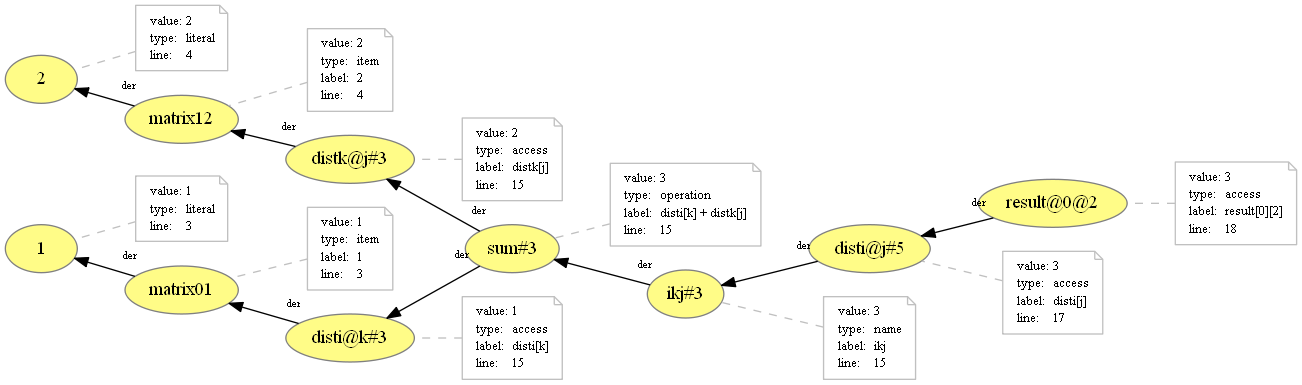 value: 2
type: literal
line: 4
2
der
value: 2
type: item
label: 2
line: 4
matrix12
der
value: 2
type: access
label: distk[j]
line: 15
distk@j#3
der
value: 1
type: literal
line: 3
1
der
value: 1
type: item
label: 1
line: 3
matrix01
der
value: 1
type: access
label: disti[k]
line: 15
disti@k#3
der
value: 3
type: operation
label: disti[k] + distk[j]
line: 15
sum#3
der
value: 3
type: name
label: ikj
line: 15
ikj#3
der
value: 3
type: access
label: disti[j]
line: 17
disti@j#5
der
value: 3
type: access
label: result[0][2]
line: 18
result@0@2